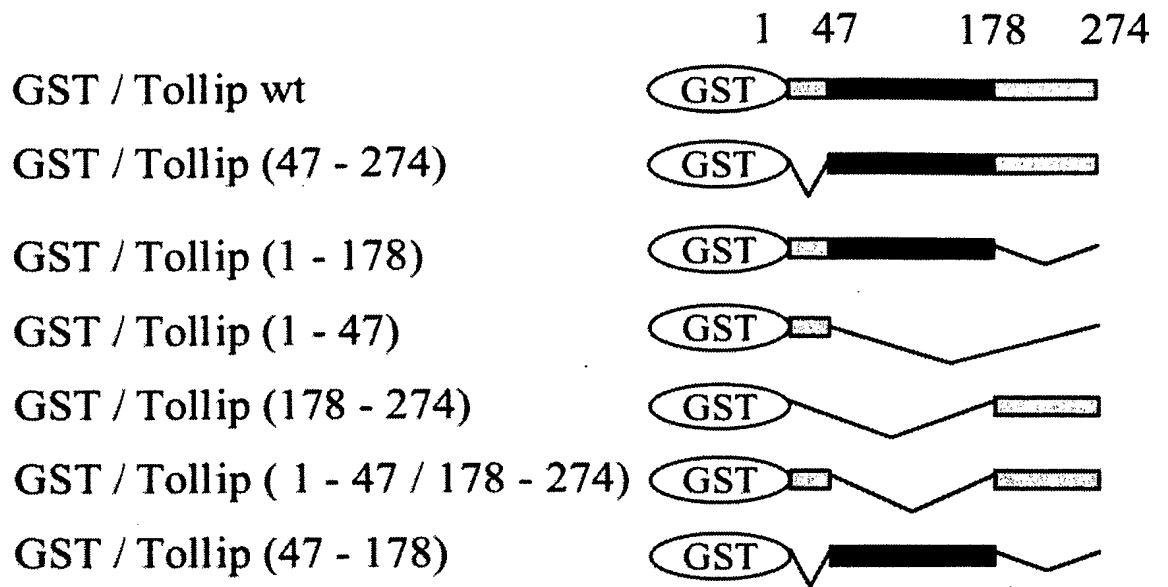 1 47 178 274
GST / Tollip wt GST
GST / Tollip (47 - 274) GST
GST / Tollip (1 - 178) GST
GST / Tollip (1 - 47) GST
GST / Tollip (178 - 274) GST
GST / Tollip ( 1 - 47 / 178 - 274) GST
GST / Tollip (47 - 178) GST